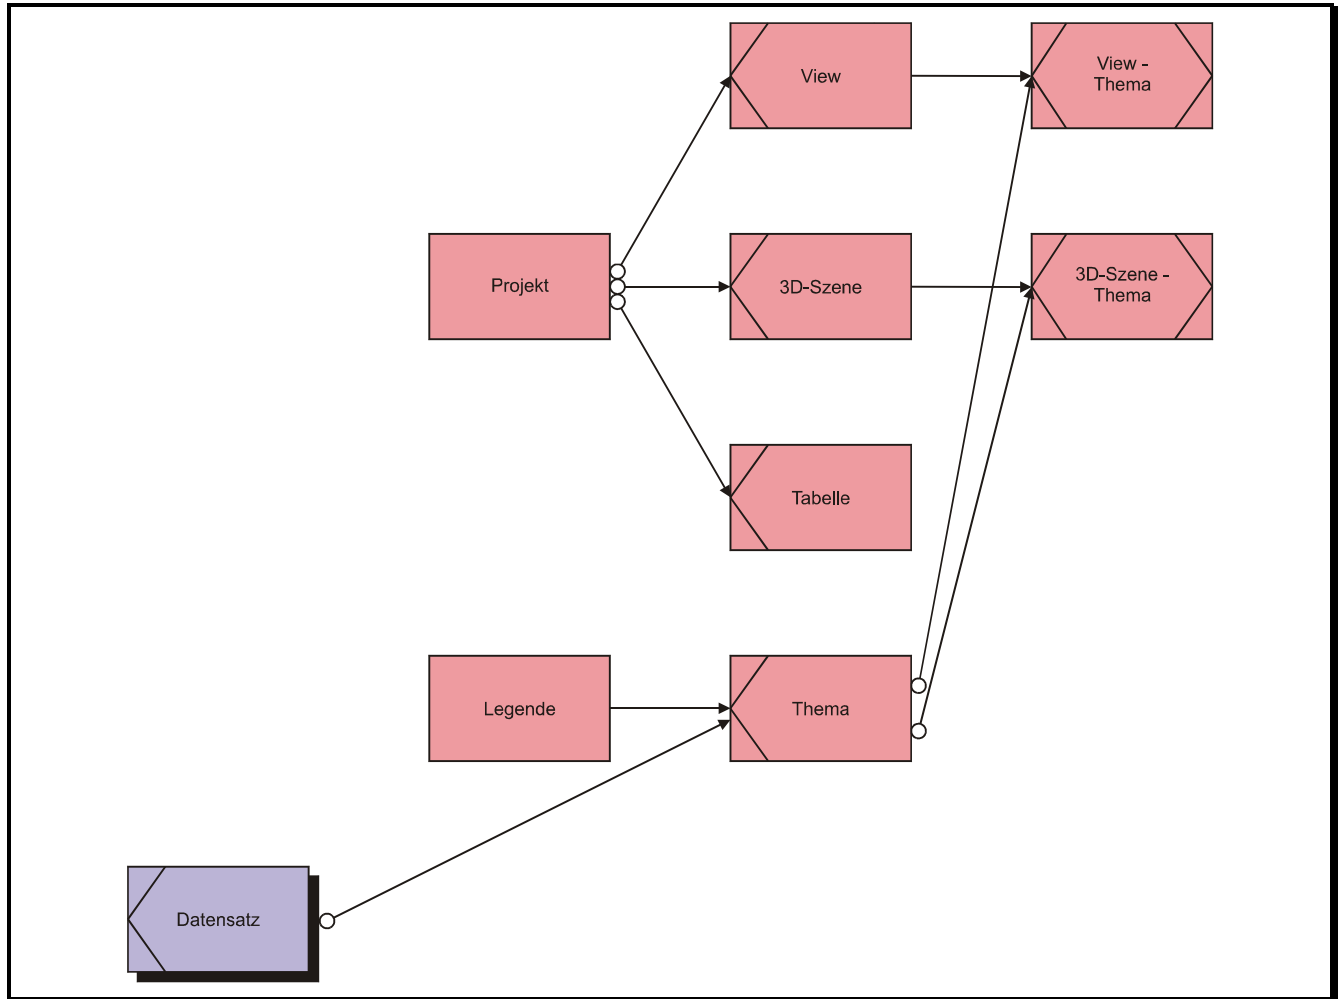 View
View -
Thema
Projekt
3D-Szene
3D-Szene -
Thema
Tabelle
Legende
Thema
Datensatz